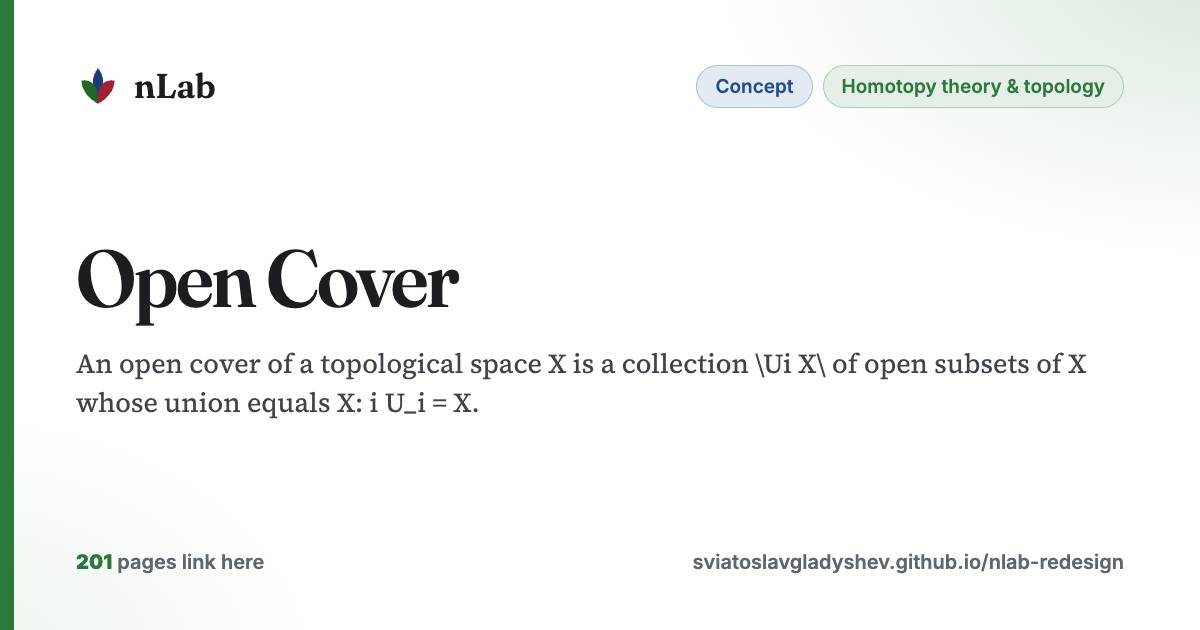 nLab
Concept
Homotopy theory & topology
Open Cover
An open cover of a topological space X is a collection \Ui X\ of open subsets of X
whose union equals X: i U_i = X.
201 pages link here
sviatoslavgladyshev.github.io/nlab-redesign